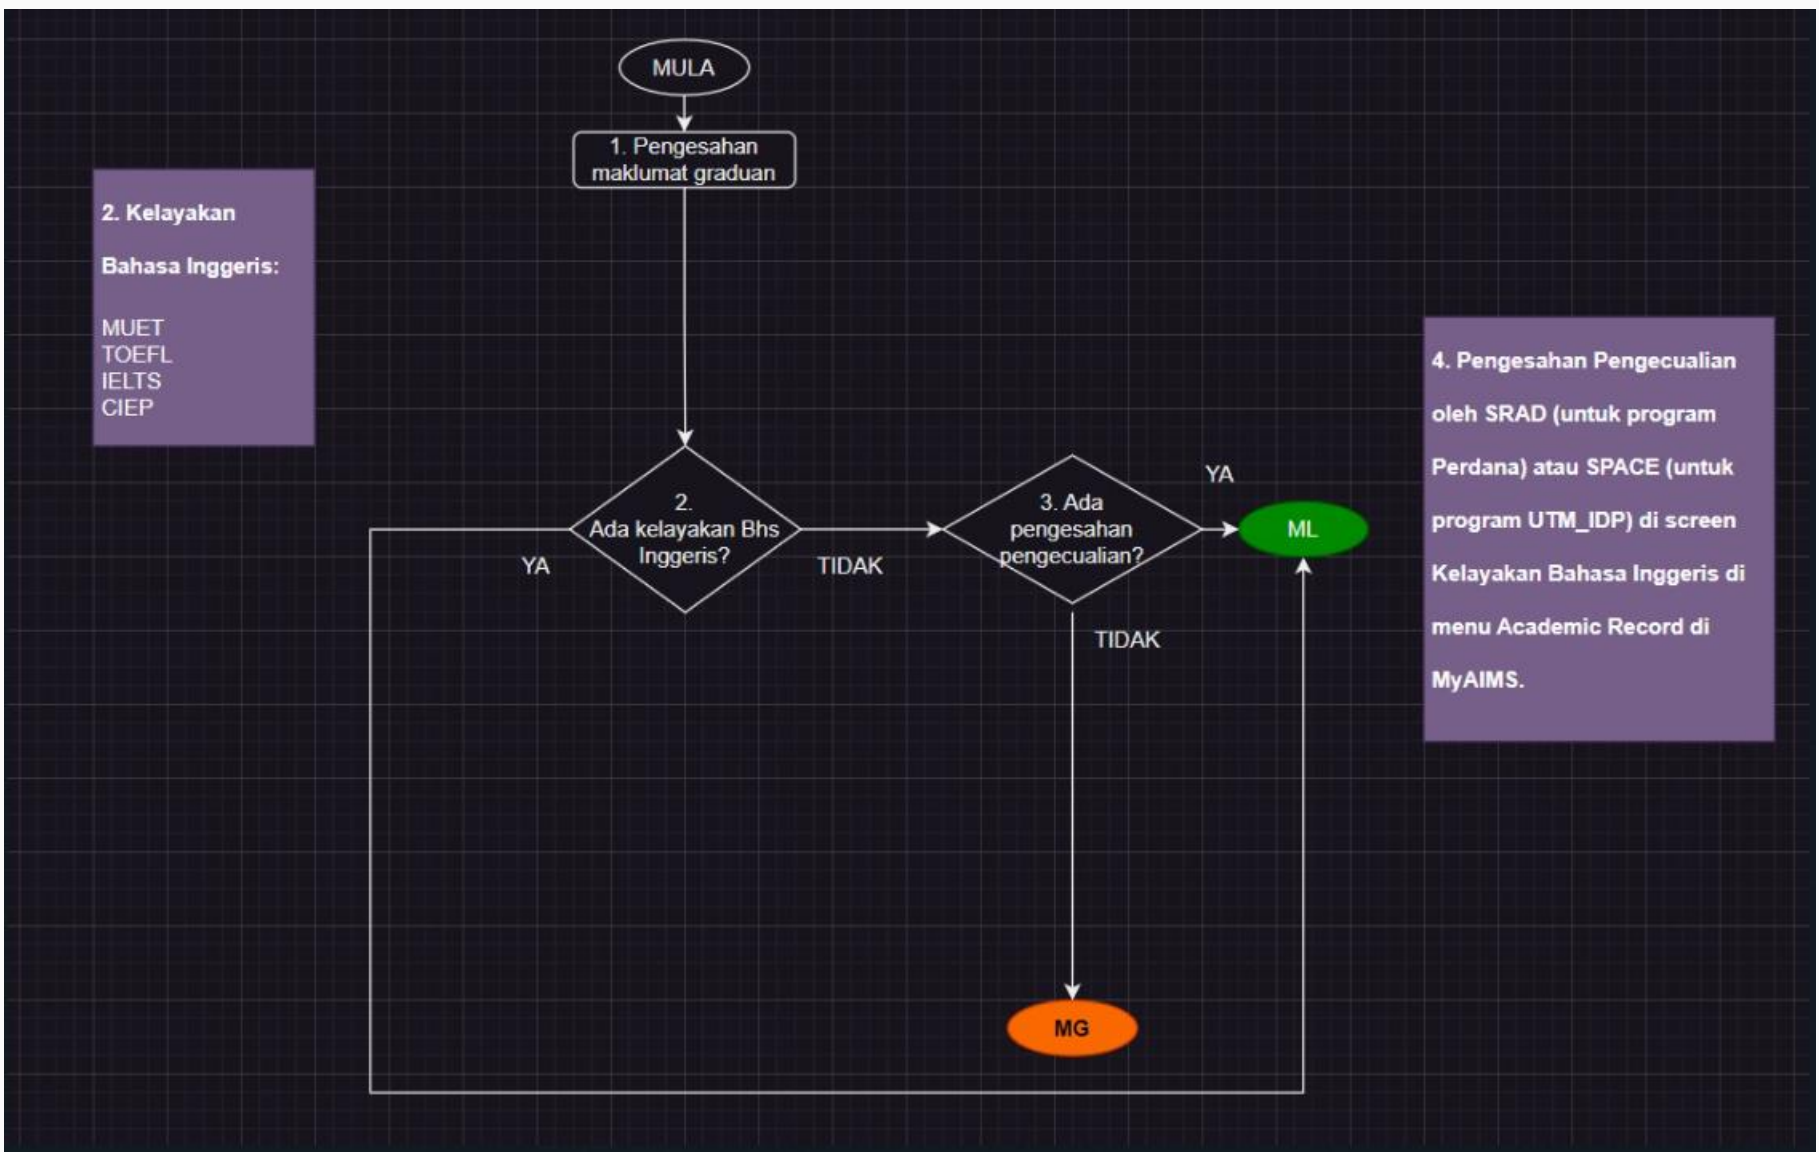 MULA
1. Pengesahan
maklumat graduan
2. Kelayakan
Bahasa Inggeris:
MUET
TOEFL
IELTS
CIEP
2.
Ada kelayakan Bhs
Inggeris?
YA
TIDAK
3. Ada
pengesahan
pengecualian?
YA
ML
TIDAK
MG
4. Pengesahan Pengecualian
oleh SRAD (untuk program
Perdana) atau SPACE (untuk
program UTM_IDP) di screen
Kelayakan Bahasa Inggeris di
menu Academic Record di
MyAIMS.